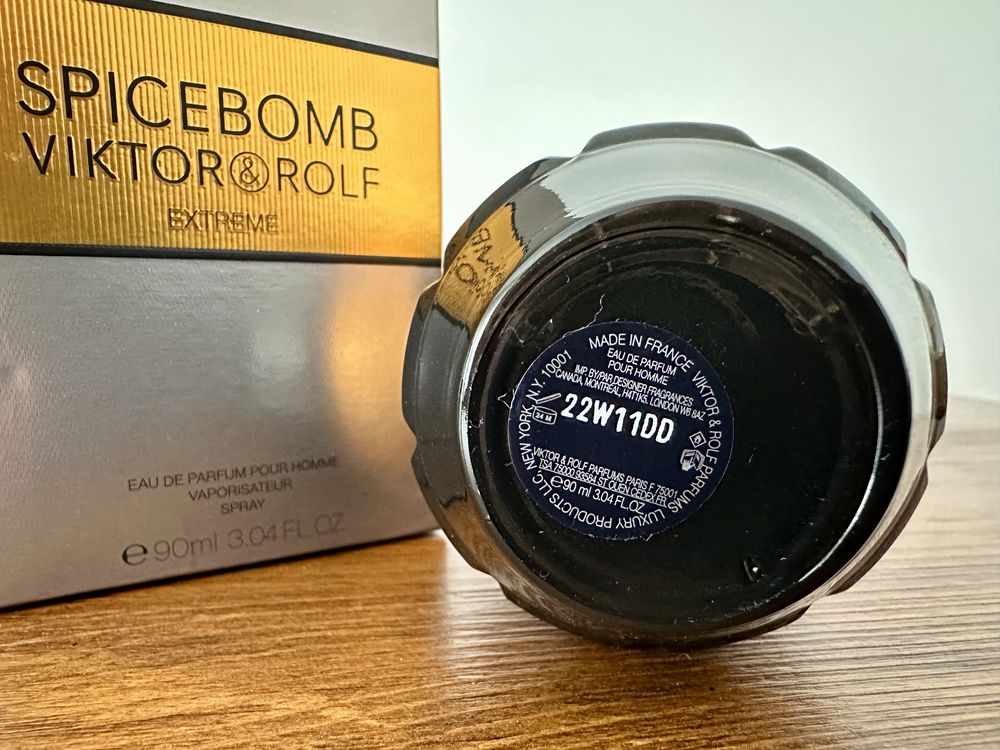 SPICEBOMB
VIKTOR&ROLF
EXTREME
EAU DE PARFUM POUR HOMME
VAPORISATEUR
SPRAY
e 90ml 3.04 FL.OZ
MADE IN FRANCE VIKTOR & ROLF PARFUMS, LUXURY PRODUCTS LLC, NEW YORK, N.Y. 10001
EAU DE PARFUM
POUR HOMME
IMP. BY/PAR DESIGNER FRAGRANCES
CANADA, MONTREAL, H4T1K5, LONDON W6 8AZ
24 M
22W11DD
VIKTOR & ROLF PARFUMS PARIS F 75001
TSA 75000 93584 ST OUEN CEDEX FR
e 90 ml 3.04 FL.OZ